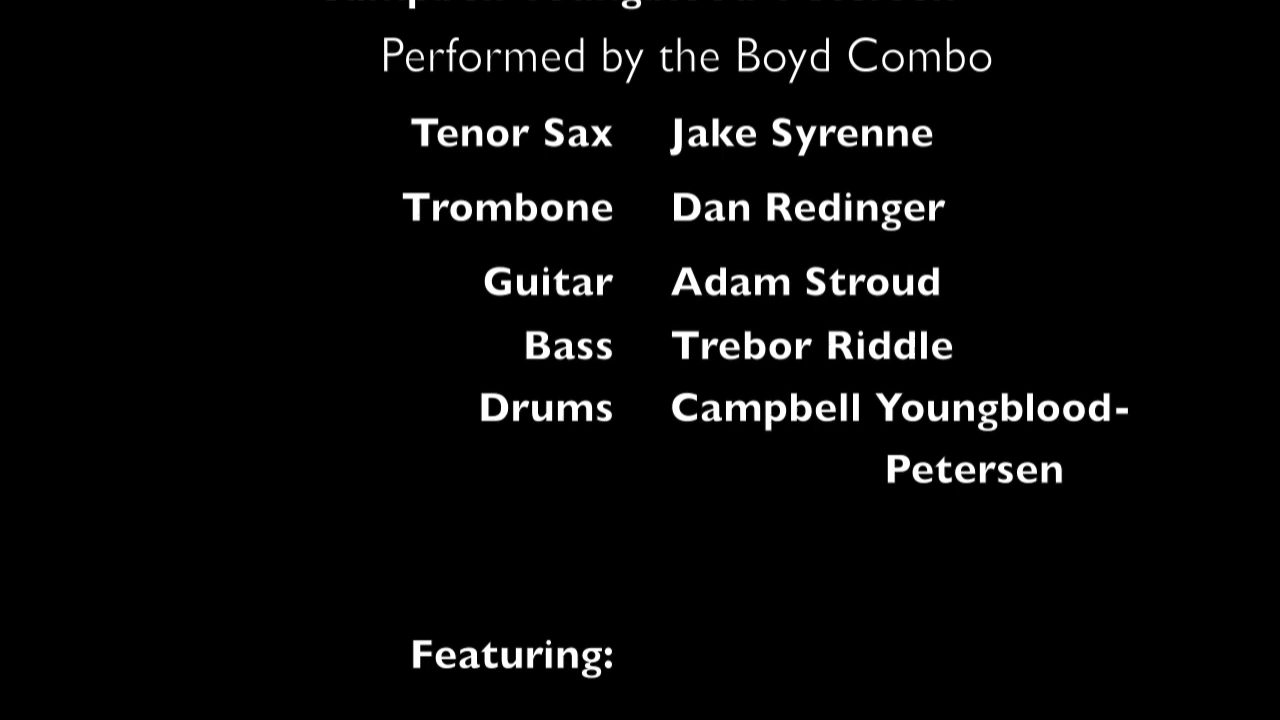 Performed by the Boyd Combo
Tenor Sax Jake Syrenne
Trombone Dan Redinger
Guitar Adam Stroud
Bass Trebor Riddle
Drums Campbell Youngblood-
Petersen
Featuring: